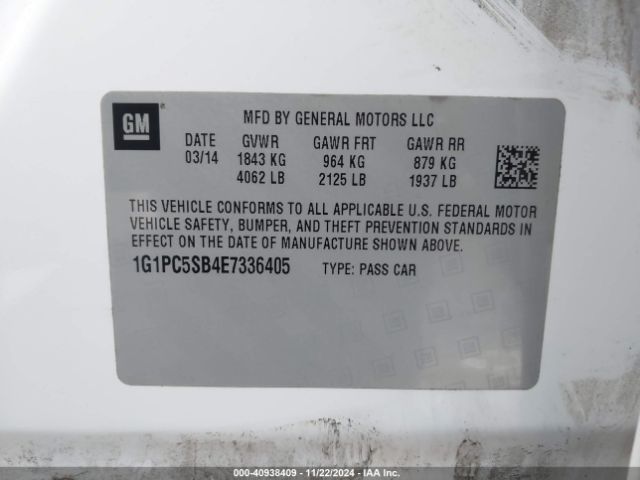 GM
MFD BY GENERAL MOTORS LLC
DATE GVWR GAWR FRT GAWR RR
03/14 1843 KG 964 KG 879 KG
4062 LB 2125 LB 1937 LB
THIS VEHICLE CONFORMS TO ALL APPLICABLE U.S. FEDERAL MOTOR
VEHICLE SAFETY, BUMPER, AND THEFT PREVENTION STANDARDS IN
EFFECT ON THE DATE OF MANUFACTURE SHOWN ABOVE.
1G1PC5SB4E7336405 TYPE: PASS CAR
000-40938409 - 11/22/2024 - IAA Inc.